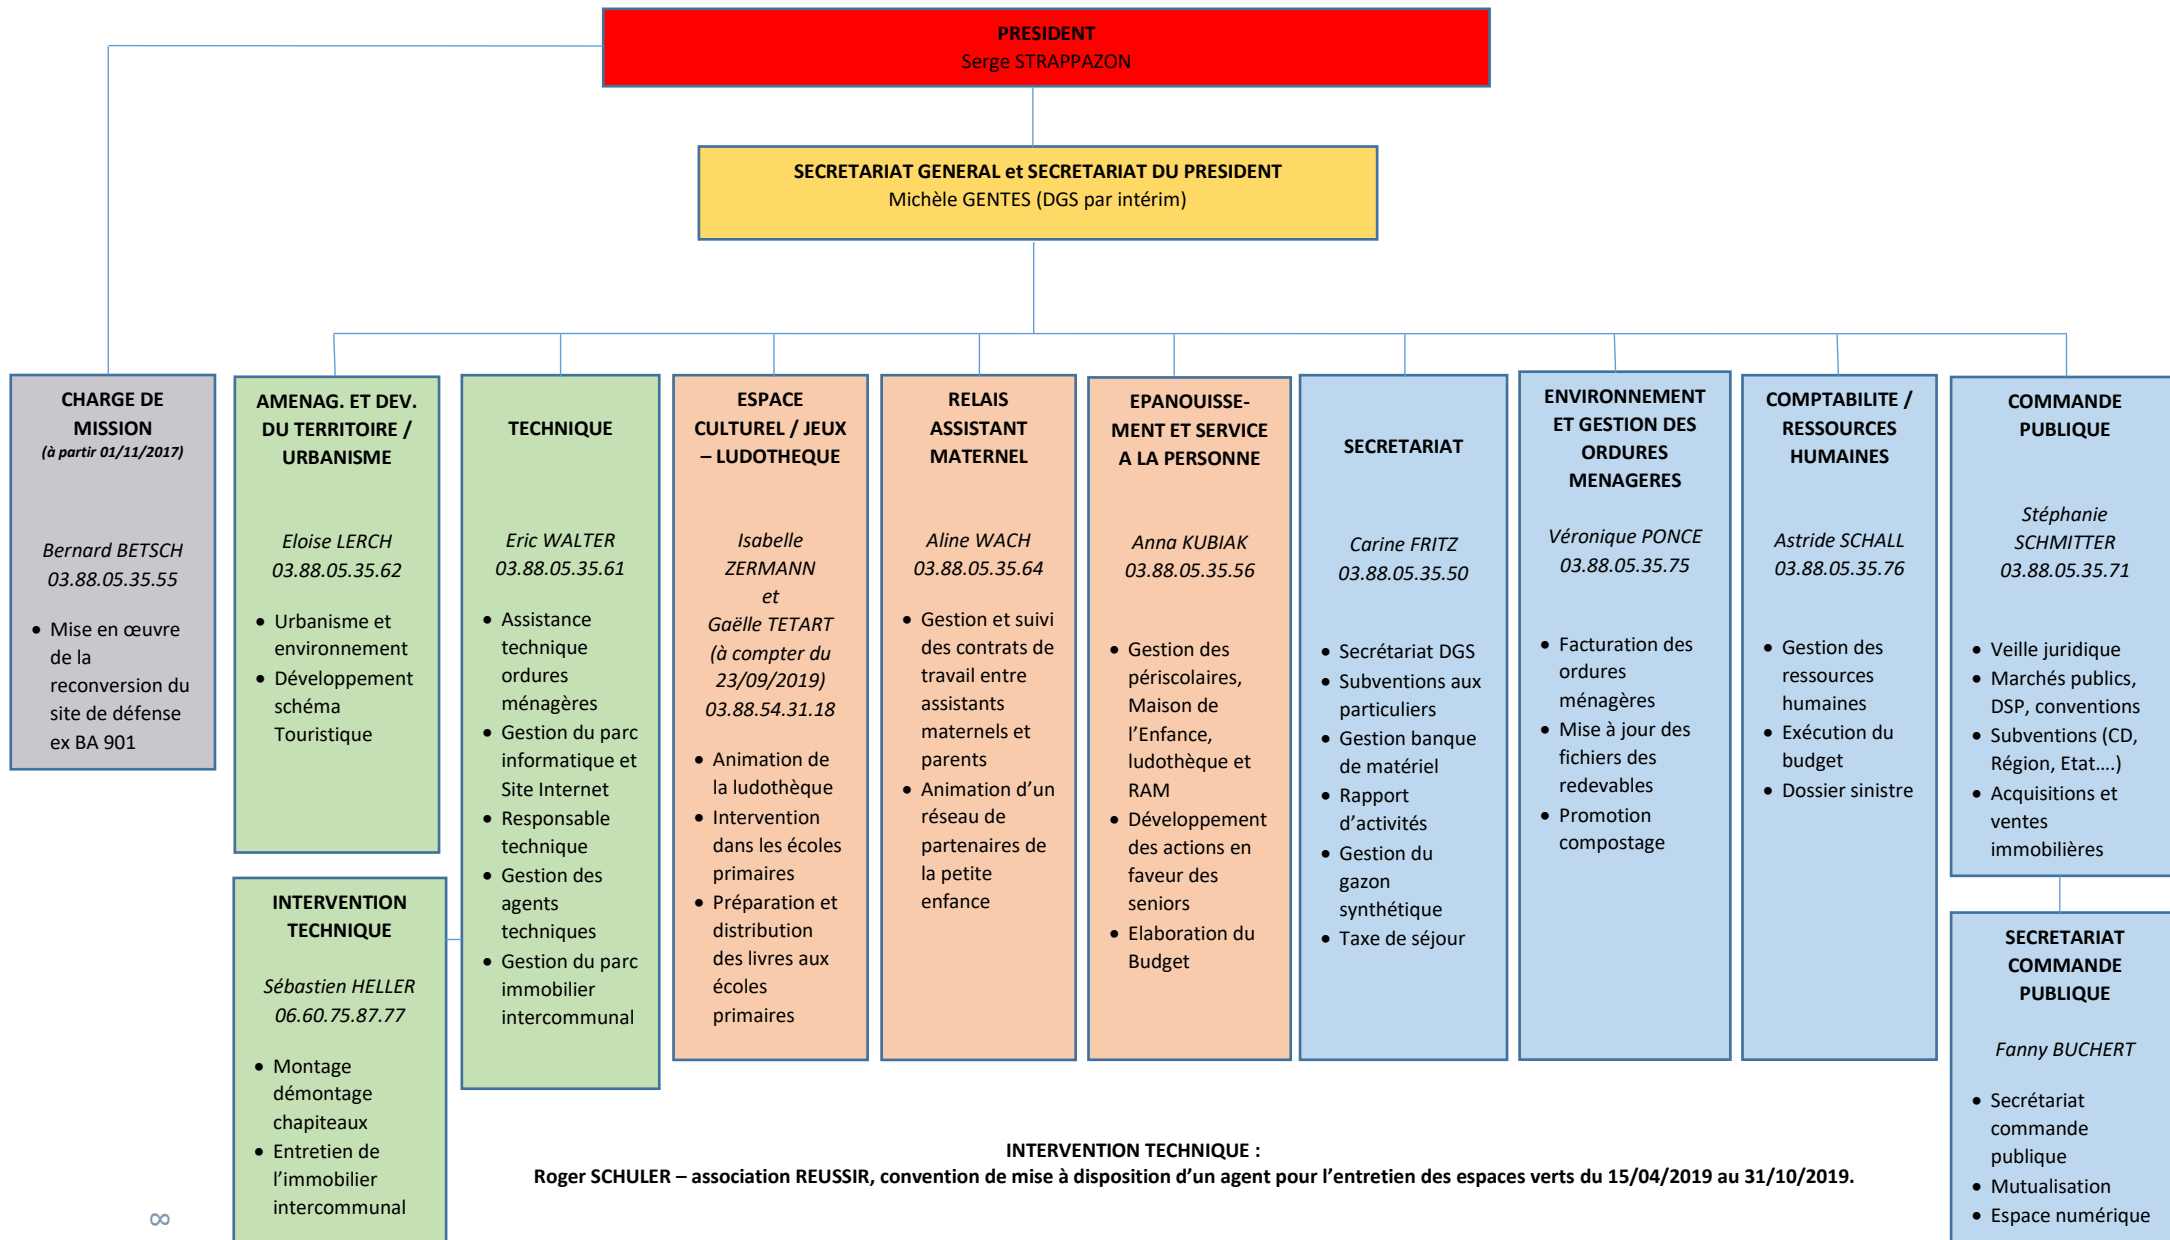 PRESIDENT
Serge STRAPPAZON
SECRETARIAT GENERAL et SECRETARIAT DU PRESIDENT
Michèle GENTES (DGS par intérim)
CHARGE DE
MISSION
(à partir 01/11/2017)
Bernard BETSCH
03.88.05.35.55
• Mise en œuvre
de la
reconversion du
site de défense
ex BA 901
AMENAG. ET DEV.
DU TERRITOIRE /
URBANISME
Eloise LERCH
03.88.05.35.62
• Urbanisme et
environnement
• Développement
schéma
Touristique
INTERVENTION
TECHNIQUE
Sébastien HELLER
06.60.75.87.77
• Montage
démontage
chapiteaux
• Entretien de
l’immobilier
intercommunal
TECHNIQUE
Eric WALTER
03.88.05.35.61
• Assistance
technique
ordures
ménagères
• Gestion du parc
informatique et
Site Internet
• Responsable
technique
• Gestion des
agents
techniques
• Gestion du parc
immobilier
intercommunal
ESPACE
CULTUREL / JEUX
– LUDOTHEQUE
Isabelle
ZERMANN
et
Gaëlle TETART
(à compter du
23/09/2019)
03.88.54.31.18
• Animation de
la ludothèque
• Intervention
dans les écoles
primaires
• Préparation et
distribution
des livres aux
écoles
primaires
RELAIS
ASSISTANT
MATERNEL
Aline WACH
03.88.05.35.64
• Gestion et suivi
des contrats de
travail entre
assistants
maternels et
parents
• Animation d’un
réseau de
partenaires de
la petite
enfance
EPANOUISSE-
MENT ET SERVICE
A LA PERSONNE
Anna KUBIAK
03.88.05.35.56
• Gestion des
périscolaires,
Maison de
l’Enfance,
ludothèque et
RAM
• Développement
des actions en
faveur des
seniors
• Elaboration du
Budget
SECRETARIAT
Carine FRITZ
03.88.05.35.50
• Secrétariat DGS
• Subventions aux
particuliers
• Gestion banque
de matériel
• Rapport
d’activités
• Gestion du
gazon
synthétique
• Taxe de séjour
ENVIRONNEMENT
ET GESTION DES
ORDURES
MENAGERES
Véronique PONCE
03.88.05.35.75
• Facturation des
ordures
ménagères
• Mise à jour des
fichiers des
redevables
• Promotion
compostage
COMPTABILITE /
RESSOURCES
HUMAINES
Astride SCHALL
03.88.05.35.76
• Gestion des
ressources
humaines
• Exécution du
budget
• Dossier sinistre
COMMANDE
PUBLIQUE
Stéphanie
SCHMITTER
03.88.05.35.71
• Veille juridique
• Marchés publics,
DSP, conventions
• Subventions (CD,
Région, Etat….)
• Acquisitions et
ventes
immobilières
SECRETARIAT
COMMANDE
PUBLIQUE
Fanny BUCHERT
• Secrétariat
commande
publique
• Mutualisation
• Espace numérique
INTERVENTION TECHNIQUE :
Roger SCHULER – association REUSSIR, convention de mise à disposition d’un agent pour l’entretien des espaces verts du 15/04/2019 au 31/10/2019.
8